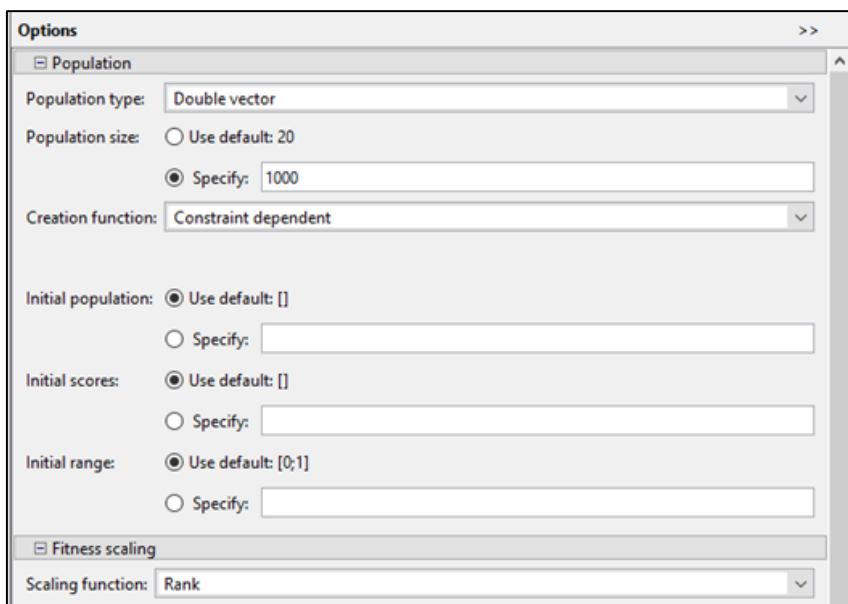 Options >>
Population
Population type: Double vector
Population size: Use default: 20
Specify: 1000
Creation function: Constraint dependent
Initial population: Use default: []
Specify:
Initial scores: Use default: []
Specify:
Initial range: Use default: [0;1]
Specify:
Fitness scaling
Scaling function: Rank